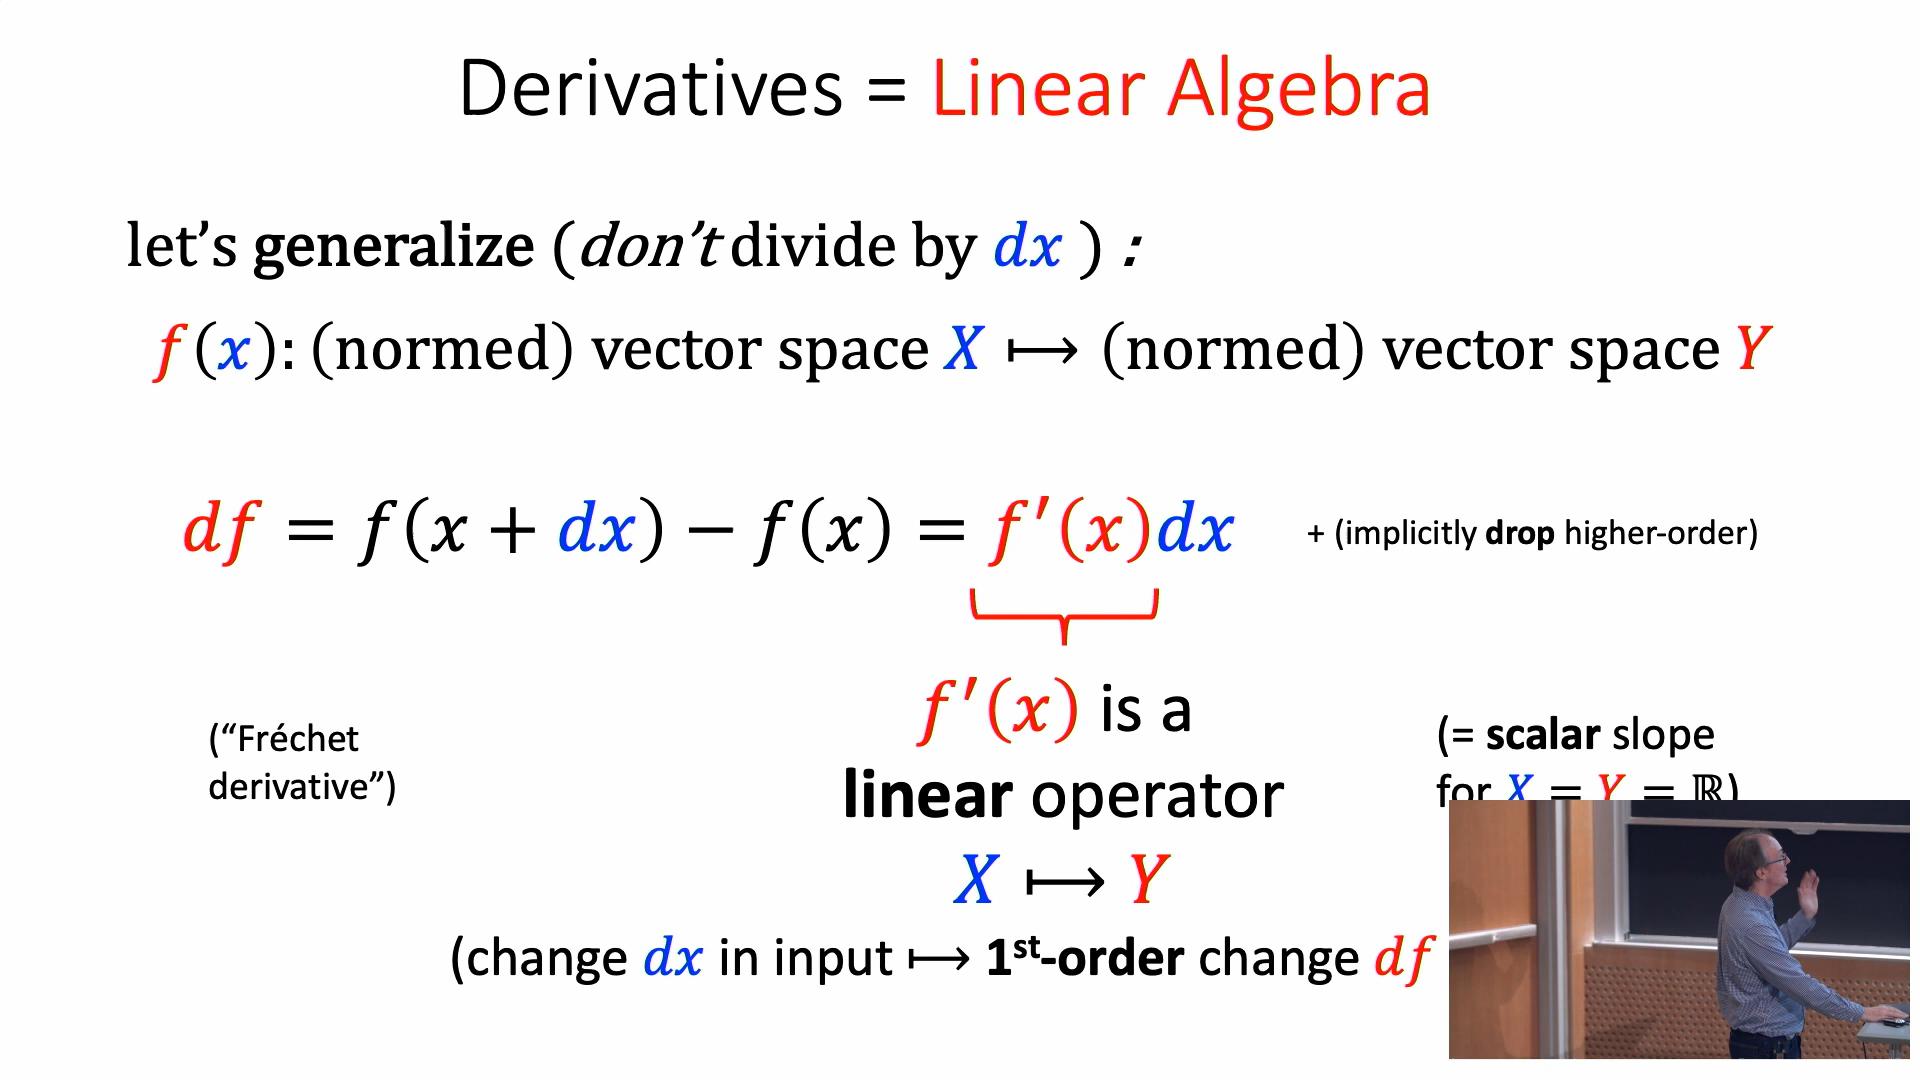 Derivatives = Linear Algebra
let’s generalize (don’t divide by dx ) :
f(x): (normed) vector space X ⟼ (normed) vector space Y
df = f(x + dx) − f(x) = f′(x)dx + (implicitly drop higher-order)
f′(x) is a
linear operator
X ⟼ Y
(“Fréchet
derivative”)
(= scalar slope
for X = Y = ℝ)
(change dx in input ⟼ 1st-order change df